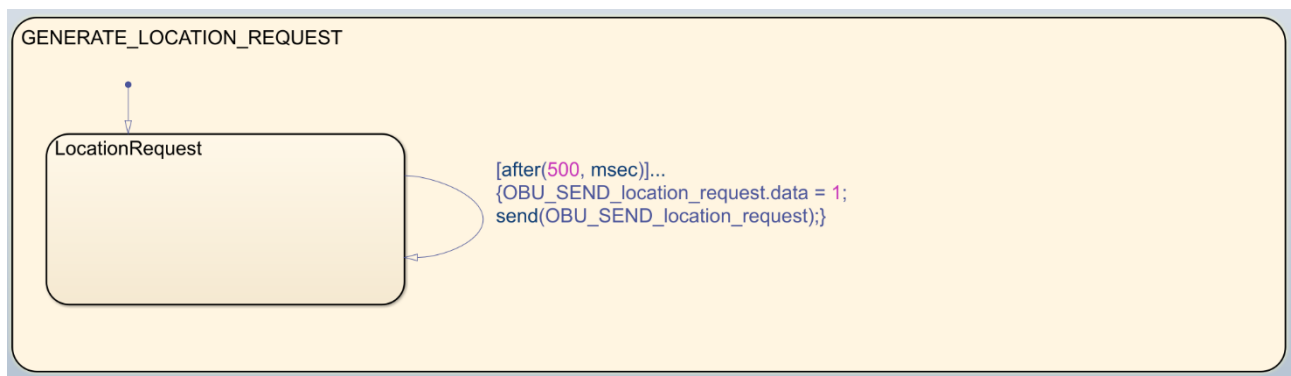 GENERATE_LOCATION_REQUEST
LocationRequest
[after(500, msec)]...
{OBU_SEND_location_request.data = 1;
send(OBU_SEND_location_request);}